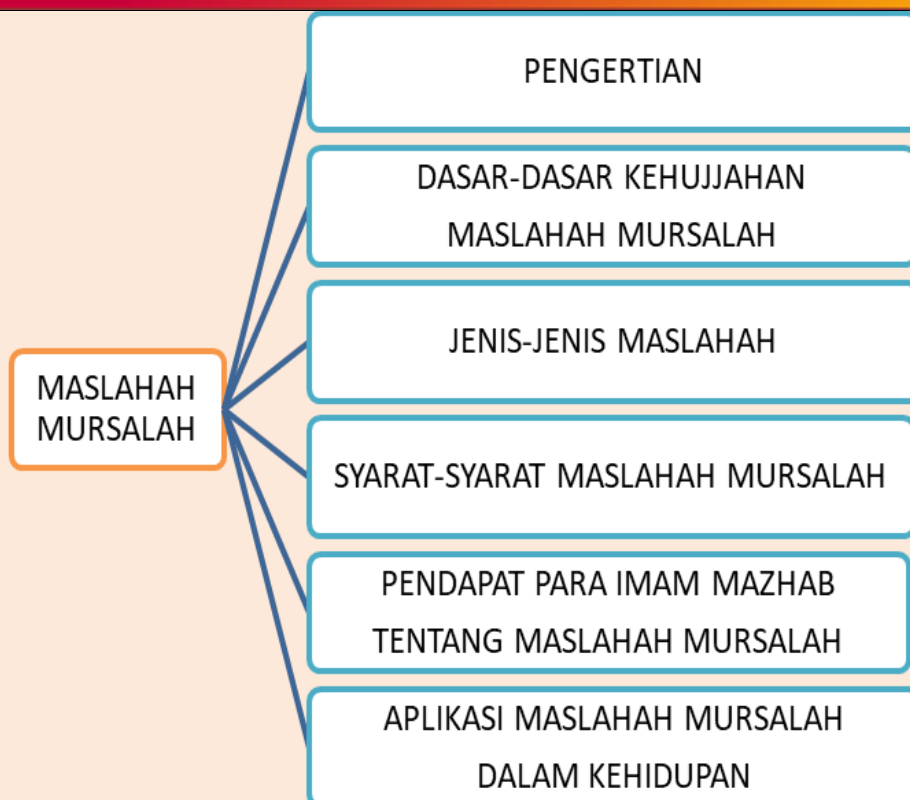 PENGERTIAN
DASAR-DASAR KEHUJJAHAN
MASLAHAH MURSALAH
JENIS-JENIS MASLAHAH
MASLAHAH
MURSALAH
SYARAT-SYARAT MASLAHAH MURSALAH
PENDAPAT PARA IMAM MAZHAB
TENTANG MASLAHAH MURSALAH
APLIKASI MASLAHAH MURSALAH
DALAM KEHIDUPAN